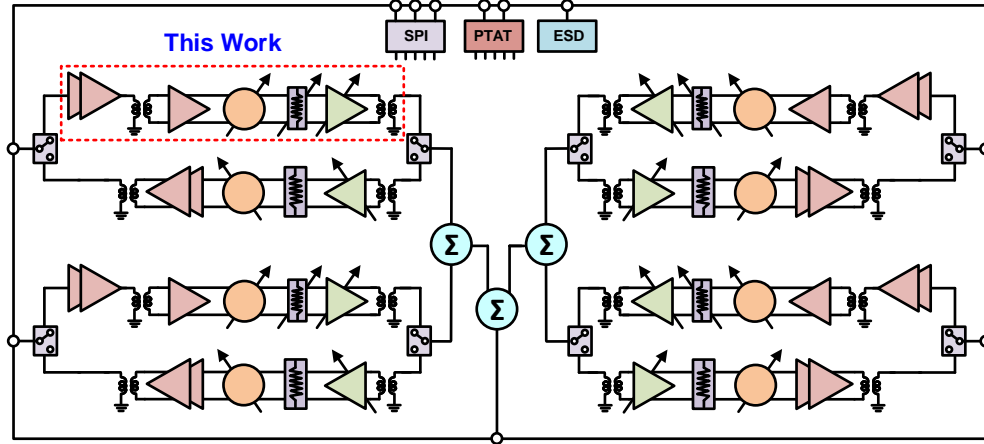 SPI
PTAT
ESD
This Work
Σ
Σ
Σ